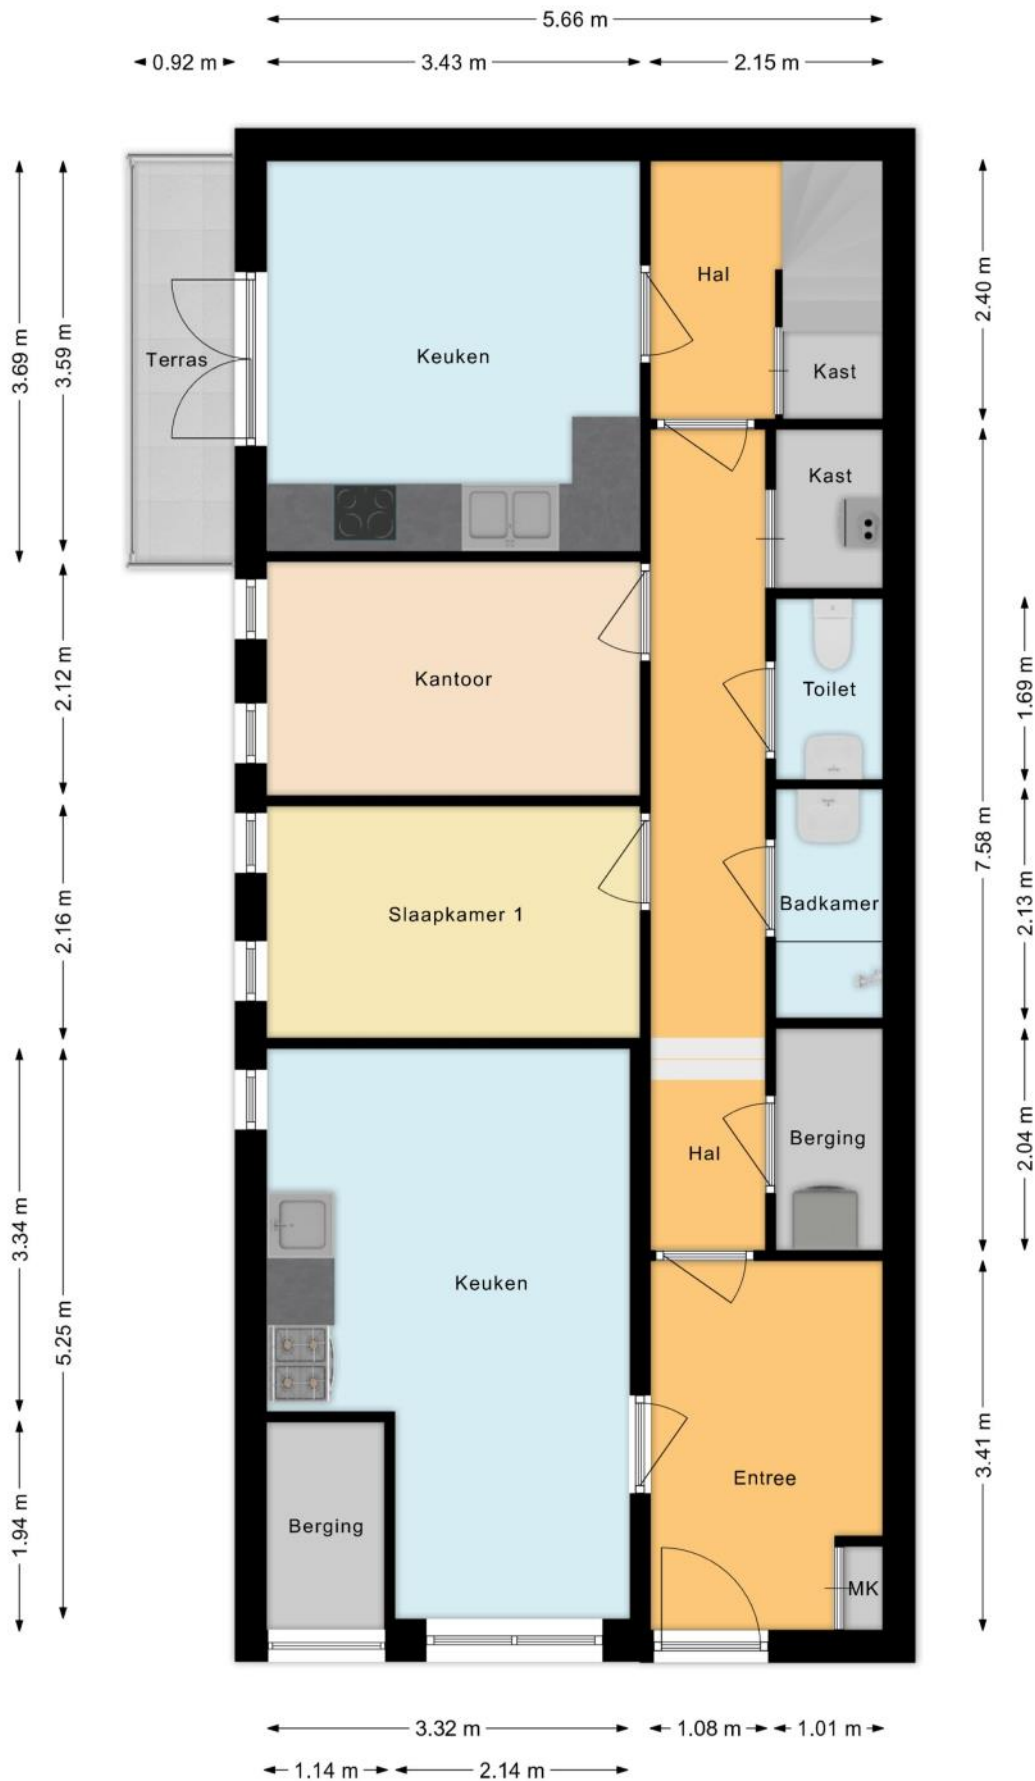 5.66 m
0.92 m
3.43 m
2.15 m
3.69 m
3.59 m
2.40 m
Hal
Terras
Keuken
Kast
Kast
2.12 m
Kantoor
Toilet
1.69 m
7.58 m
2.16 m
Slaapkamer 1
Badkamer
2.13 m
Hal
Berging
2.04 m
3.34 m
5.25 m
Keuken
3.41 m
Entree
1.94 m
Berging
MK
3.32 m
1.08 m
1.01 m
1.14 m
2.14 m